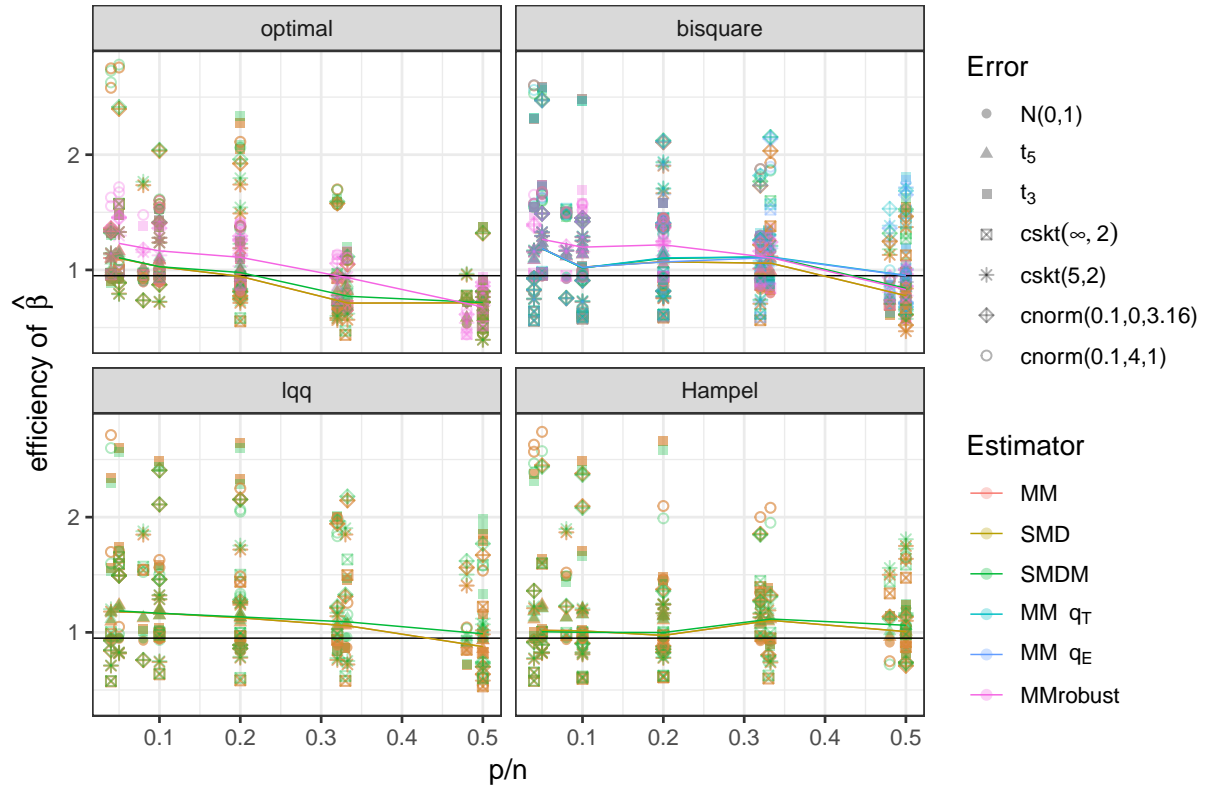 optimal
bisquare
2
1
efficiency of β̂
lqq
Hampel
2
1
0.1 0.2 0.3 0.4 0.5
0.1 0.2 0.3 0.4 0.5
p/n
Error
N(0,1)
t₅
t₃
cskt(∞, 2)
cskt(5,2)
cnorm(0.1,0,3.16)
cnorm(0.1,4,1)
Estimator
MM
SMD
SMDM
MM q_T
MM q_E
MMrobust